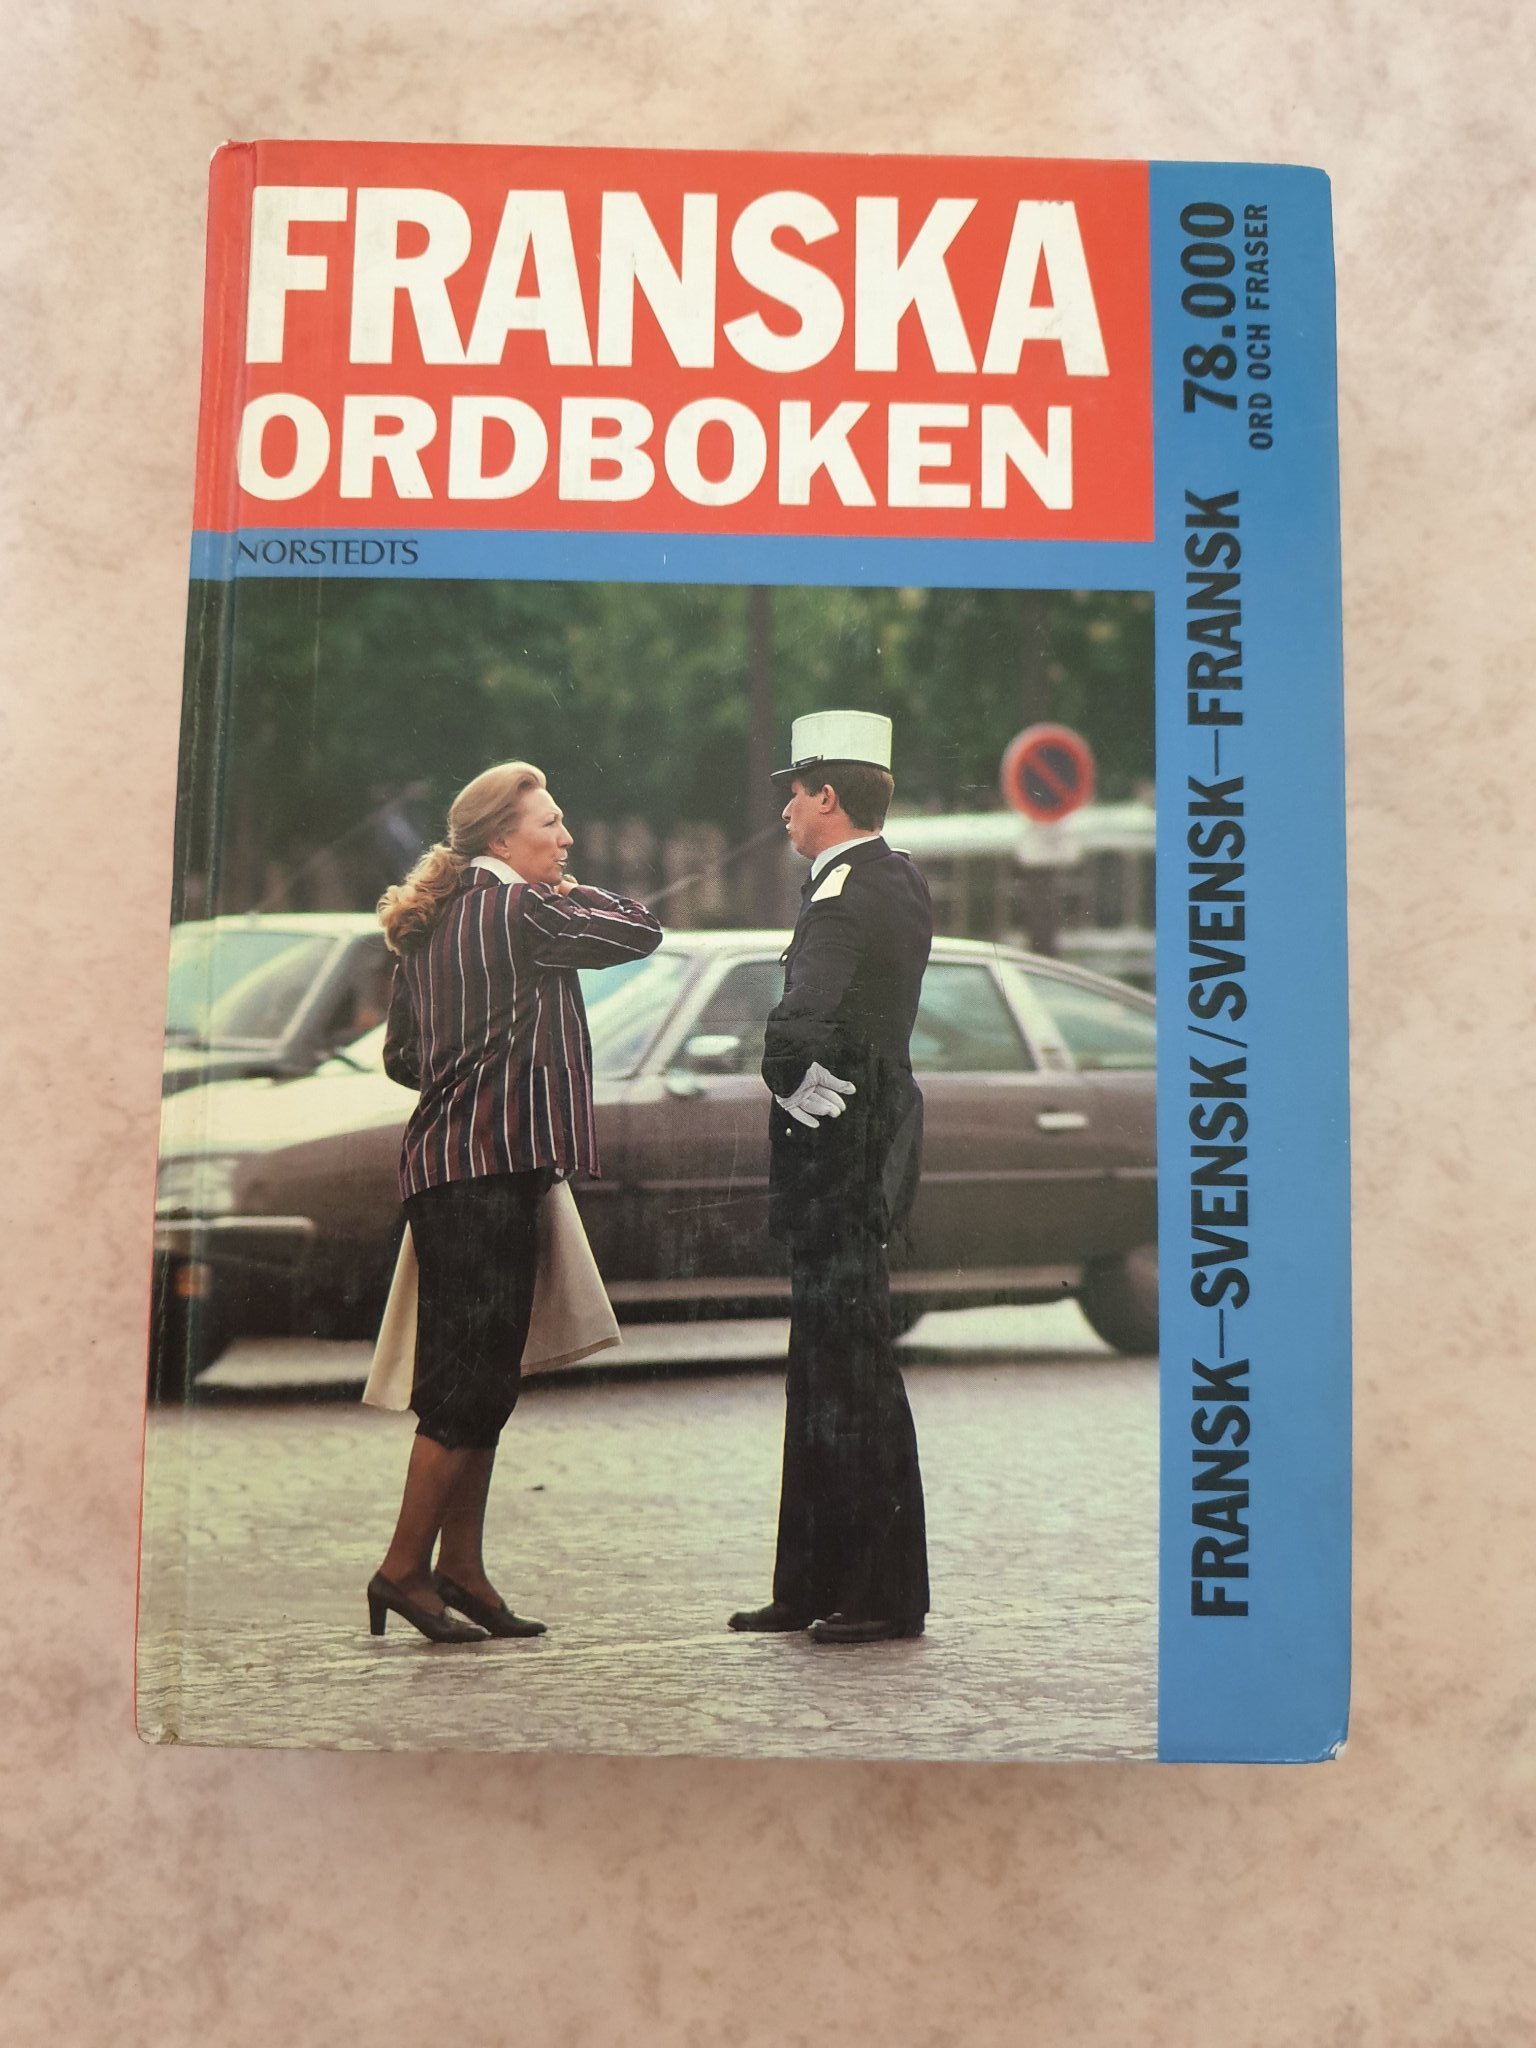 FRANSKA
ORDBOKEN
NORSTEDTS
FRANSK—SVENSK/SVENSK—FRANSK 78.000
ORD OCH FRASER